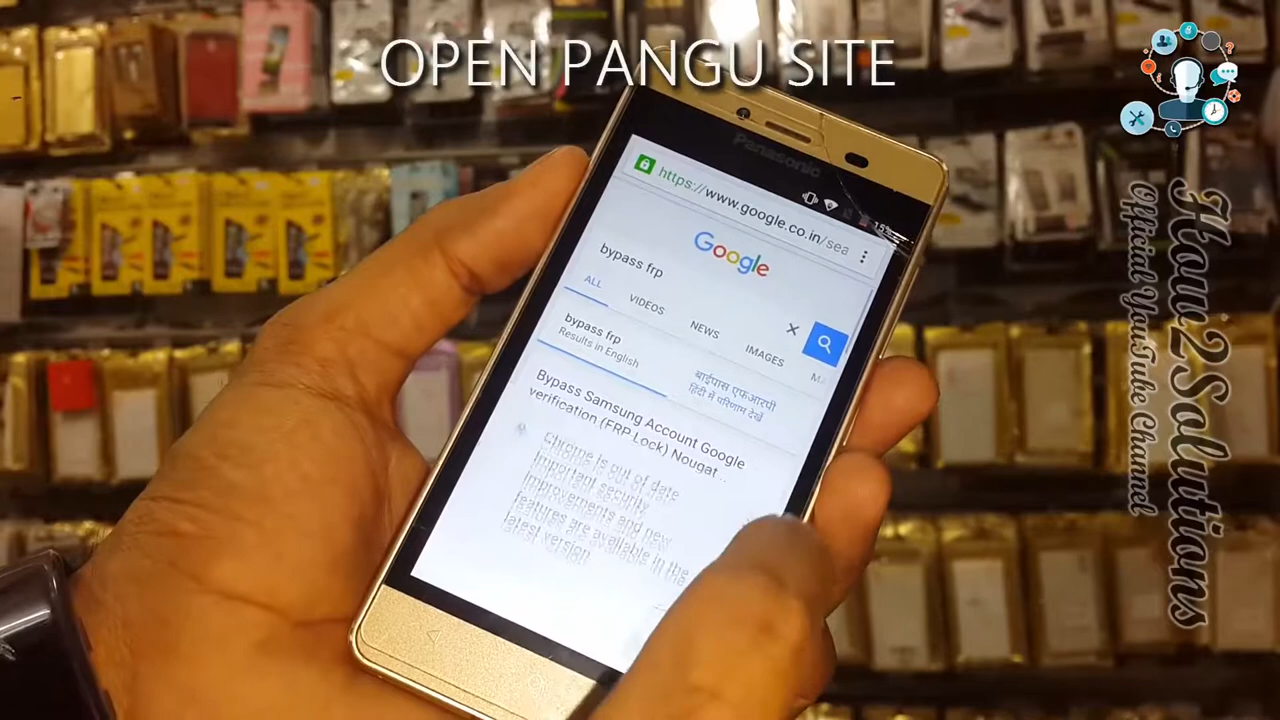 OPEN PANGU SITE
Panasonic
https://www.google.co.in/sea
Google
bypass frp
ALL
VIDEOS
NEWS
IMAGES
bypass frp
Results in English
बाईपास एफआरपी
हिंदी में परिणाम देखें
Bypass Samsung Account Google
verification (FRP Lock) Nougat ..
Chrome is out of date
Important security
improvements and new
features are available in the
latest version
How2Solutions
Official YouTube Channel